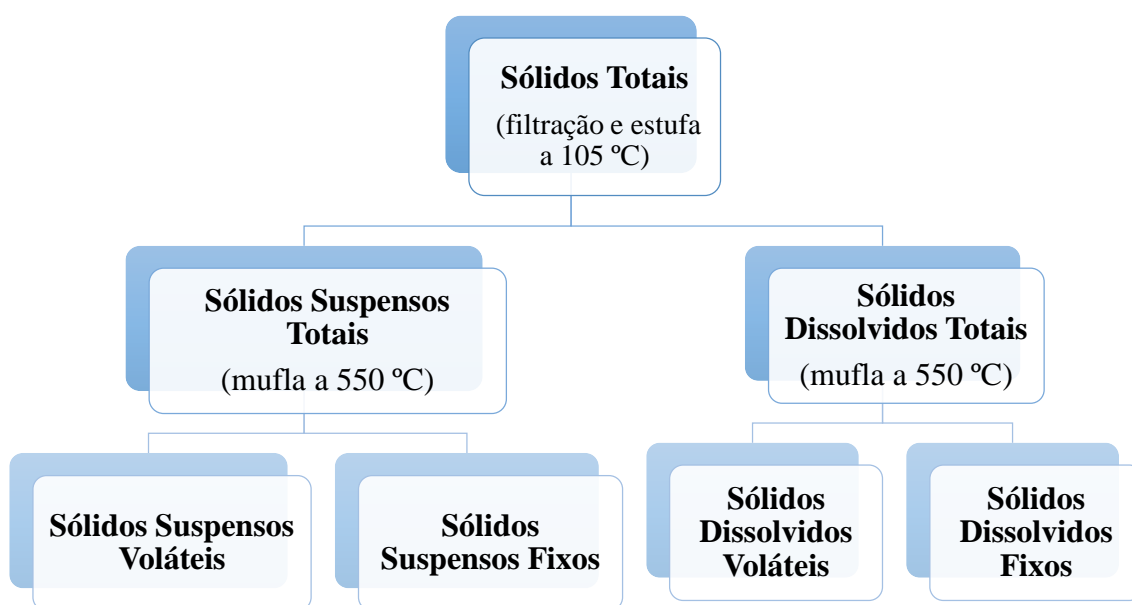 Sólidos Totais
(filtração e estufa
a 105 ºC)
Sólidos Suspensos
Totais
(mufla a 550 ºC)
Sólidos
Dissolvidos Totais
(mufla a 550 ºC)
Sólidos Suspensos
Voláteis
Sólidos
Suspensos Fixos
Sólidos
Dissolvidos
Voláteis
Sólidos
Dissolvidos
Fixos